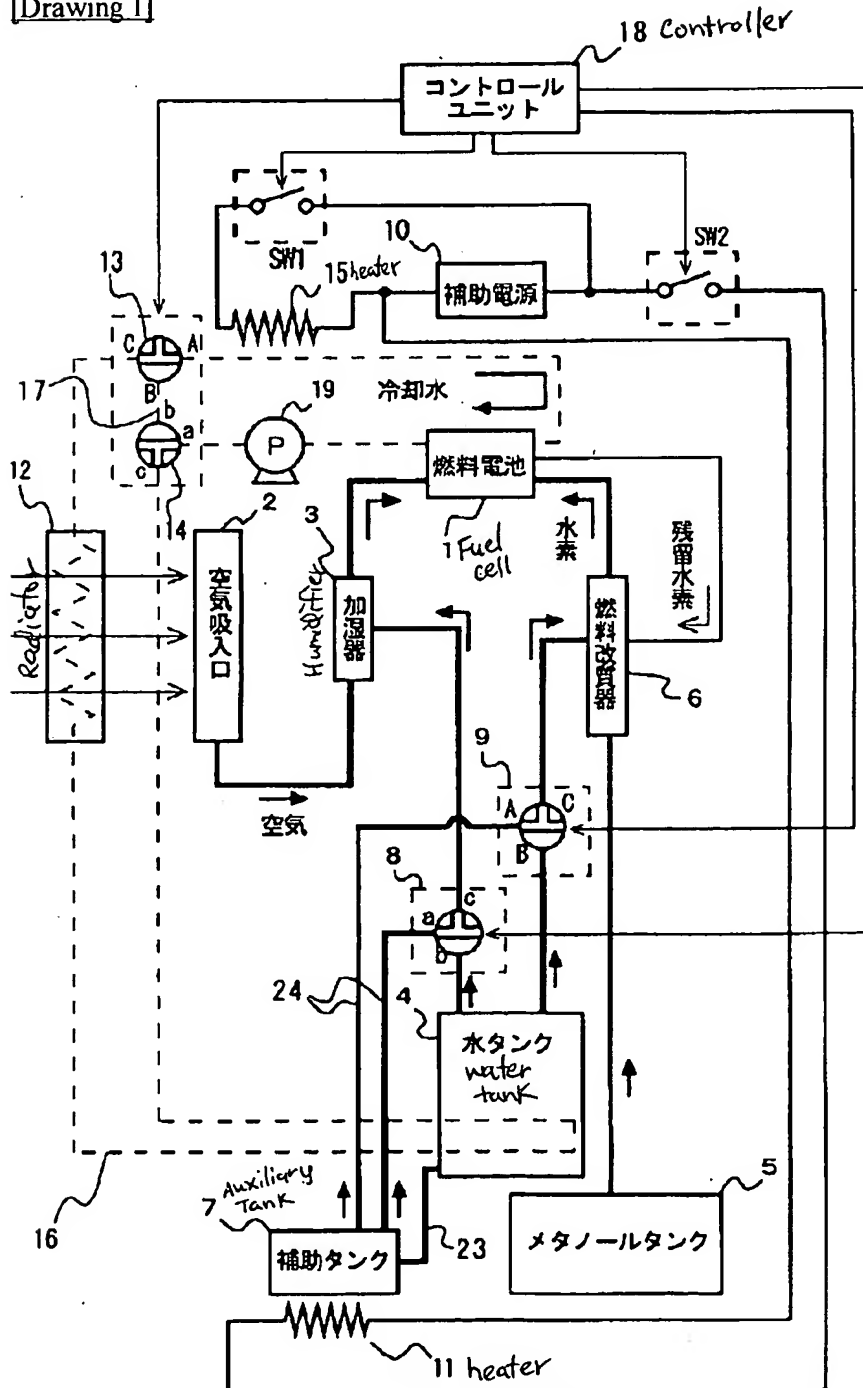 [Drawing 1]
18 Controller
コントロール
ユニット
SW1
10
補助電源
SW2
15 heater
13
C A
B
17
b
a
c
14
冷却水
19
P
燃料電池
1 Fuel
cell
12
Radiator
2
空気吸入口
3
加湿器
Humidifier
水素
残留水素
燃料改質器
6
空気
9
A C
B
8
a c
b
24
4
水タンク
water
tank
16
Auxiliary
Tank
7
補助タンク
23
5
メタノールタンク
11 heater